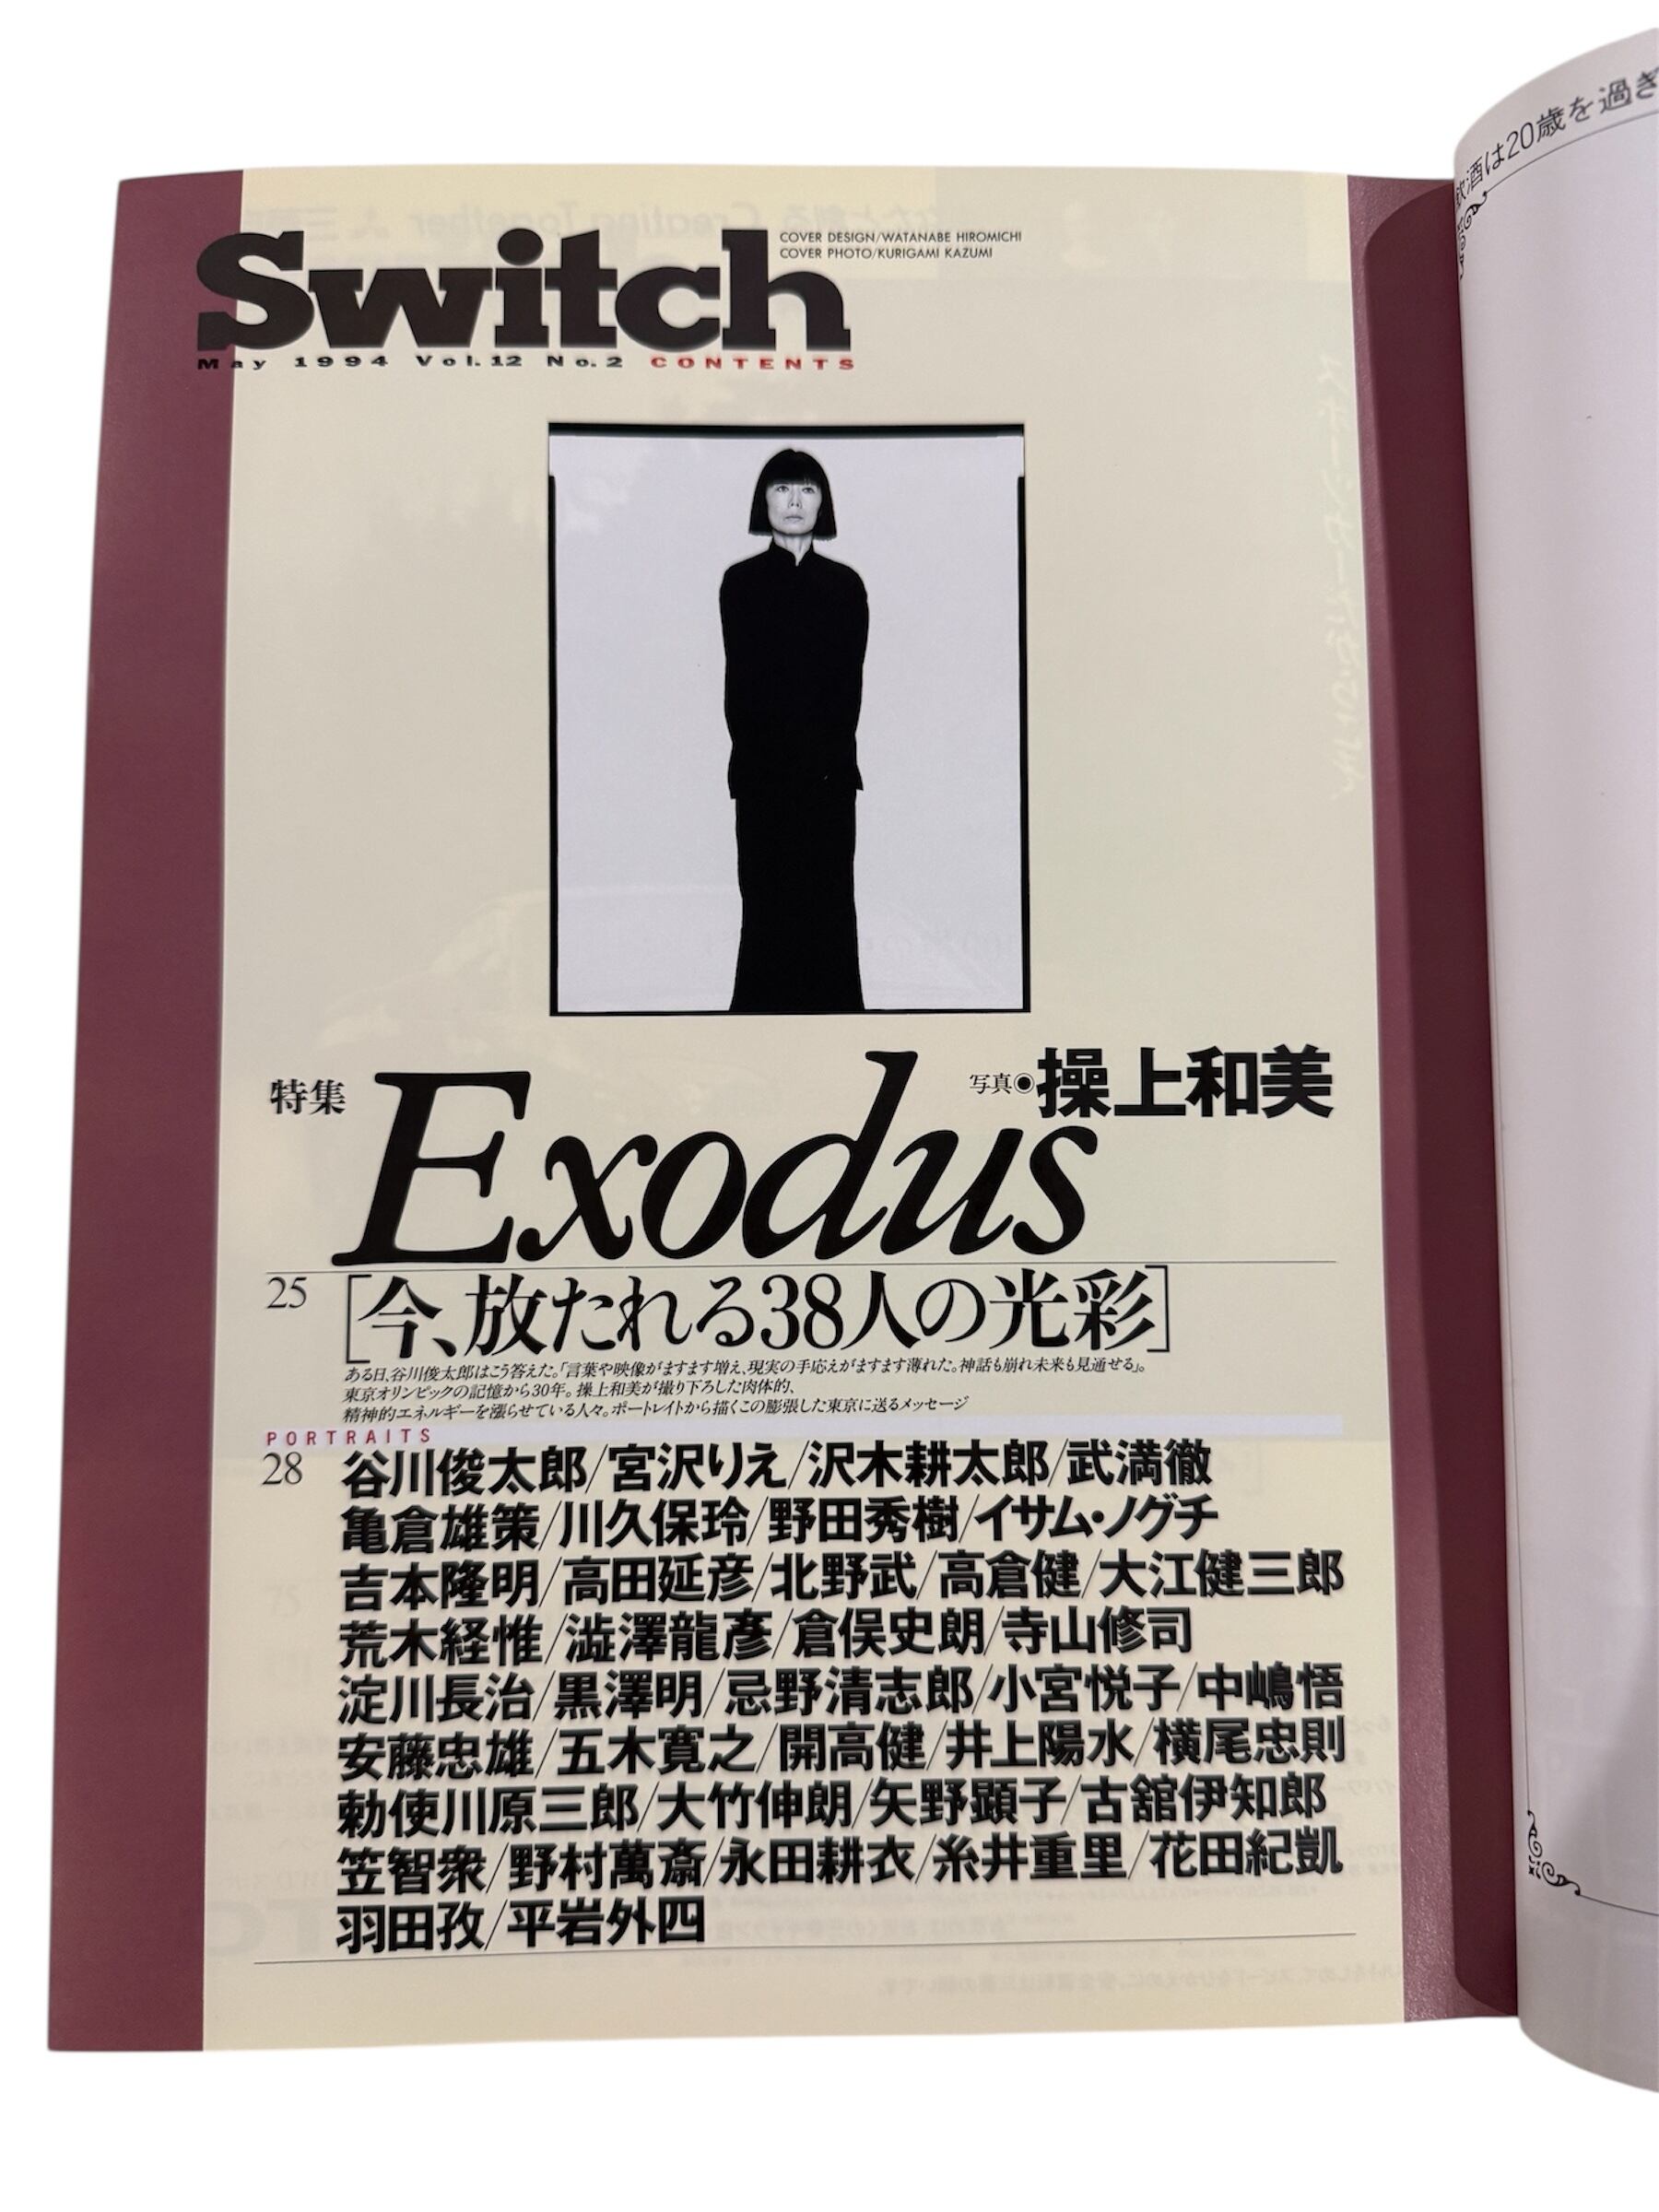 Switch
COVER DESIGN/WATANABE HIROMICHI
COVER PHOTO/KURIGAMI KAZUMI
May 1994 Vol.12 No.2 CONTENTS
特集
Exodus
写真◉操上和美
25
[今、放たれる38人の光彩]
ある日、谷川俊太郎はこう答えた。「言葉や映像がますます増え、現実の手応えがますます薄れた。神話も崩れ未来も見通せる」。
東京オリンピックの記憶から30年。操上和美が撮り下ろした肉体的、
精神的エネルギーを漲らせている人々。ポートレイトから描くこの膨張した東京に送るメッセージ
PORTRAITS
28
谷川俊太郎/宮沢りえ/沢木耕太郎/武満徹
亀倉雄策/川久保玲/野田秀樹/イサム・ノグチ
吉本隆明/高田延彦/北野武/高倉健/大江健三郎
荒木経惟/澁澤龍彥/倉俣史朗/寺山修司
淀川長治/黒澤明/忌野清志郎/小宮悦子/中嶋悟
安藤忠雄/五木寛之/開高健/井上陽水/横尾忠則
勅使川原三郎/大竹伸朗/矢野顕子/古舘伊知郎
笠智衆/野村萬斎/永田耕衣/糸井重里/花田紀凱
羽田孜/平岩外四
飲酒は20歳を過ぎ